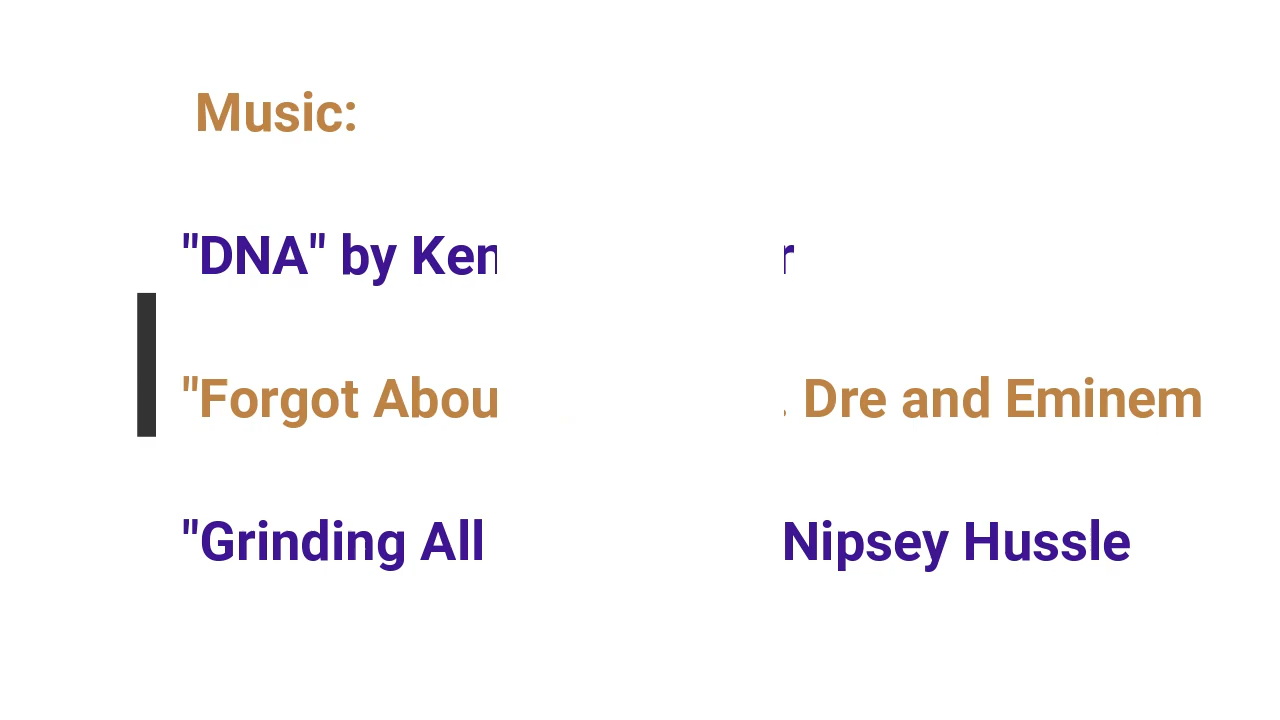 Music:
"DNA" by Ken
"Forgot Abou . Dre and Eminem
"Grinding All Nipsey Hussle